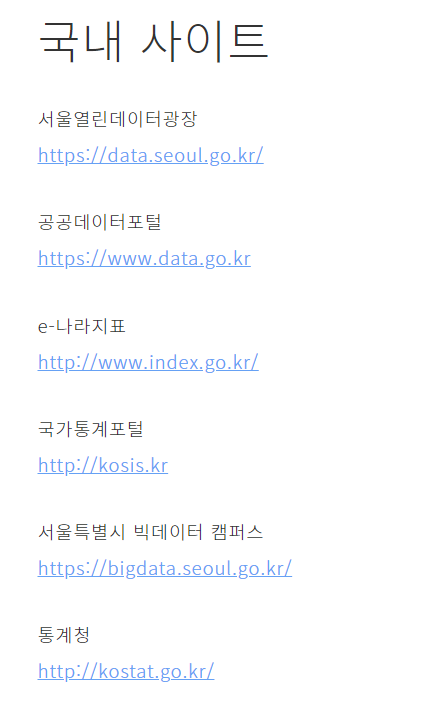 국내 사이트
서울열린데이터광장
https://data.seoul.go.kr/
공공데이터포털
https://www.data.go.kr
e-나라지표
http://www.index.go.kr/
국가통계포털
http://kosis.kr
서울특별시 빅데이터 캠퍼스
https://bigdata.seoul.go.kr/
통계청
http://kostat.go.kr/